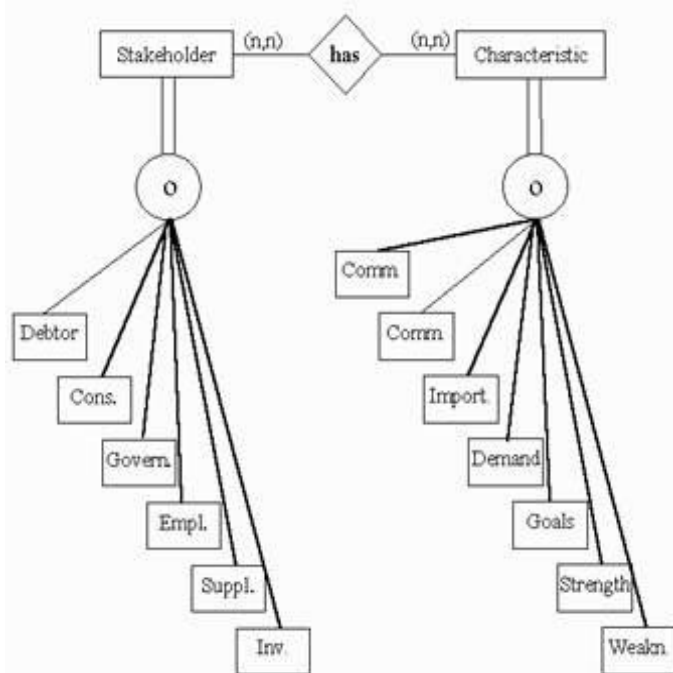 Stakeholder (n,n) has (n,n) Characteristic
o o
Comm.
Debtor Comm.
Cons. Import.
Govern. Demand
Empl. Goals
Suppl. Strength
Inv. Weakn.